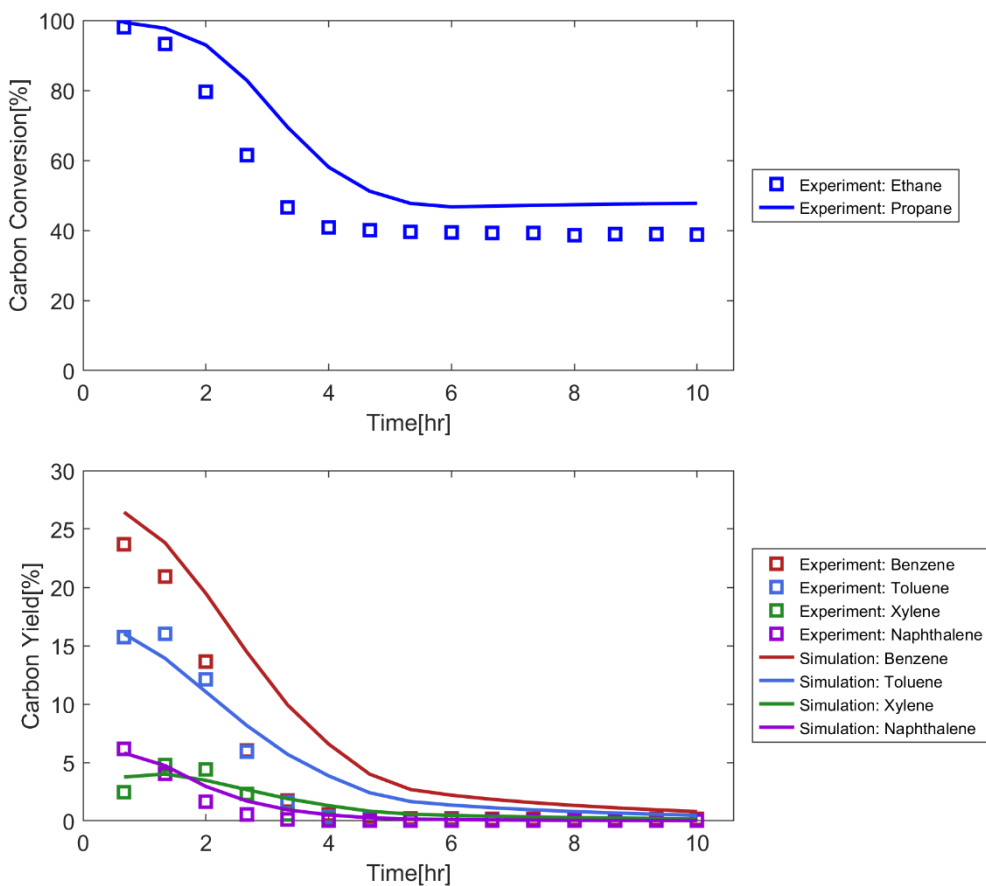 100
80
60
40
20
0
Carbon Conversion[%]
0 2 4 6 8 10
Time[hr]
Experiment: Ethane
Experiment: Propane
30
25
20
15
10
5
0
Carbon Yield[%]
0 2 4 6 8 10
Time[hr]
Experiment: Benzene
Experiment: Toluene
Experiment: Xylene
Experiment: Naphthalene
Simulation: Benzene
Simulation: Toluene
Simulation: Xylene
Simulation: Naphthalene